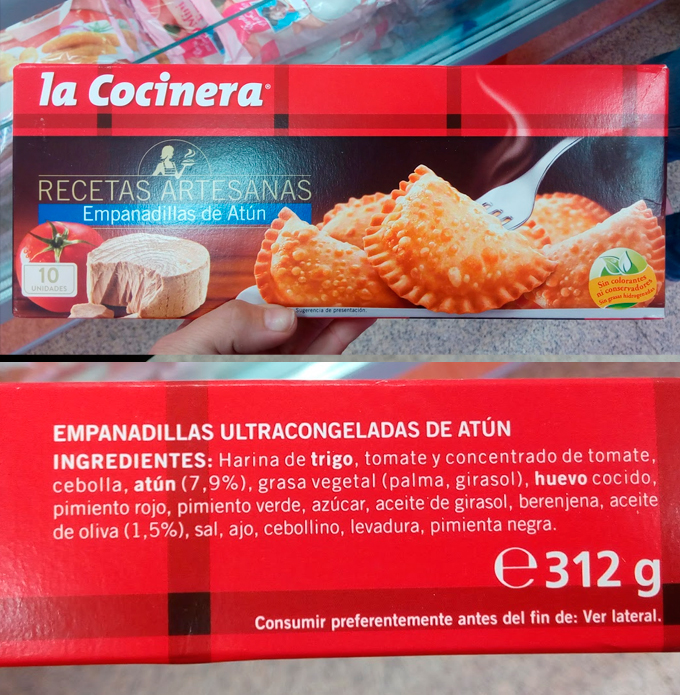 la Cocinera®
RECETAS ARTESANAS
Empanadillas de Atún
10
UNIDADES
Sin colorantes
ni conservadores
Sin grasas hidrogenadas
Sugerencia de presentación.
EMPANADILLAS ULTRACONGELADAS DE ATÚN
INGREDIENTES: Harina de trigo, tomate y concentrado de tomate,
cebolla, atún (7,9%), grasa vegetal (palma, girasol), huevo cocido,
pimiento rojo, pimiento verde, azúcar, aceite de girasol, berenjena, aceite
de oliva (1,5%), sal, ajo, cebollino, levadura, pimienta negra.
℮312 g
Consumir preferentemente antes del fin de: Ver lateral.